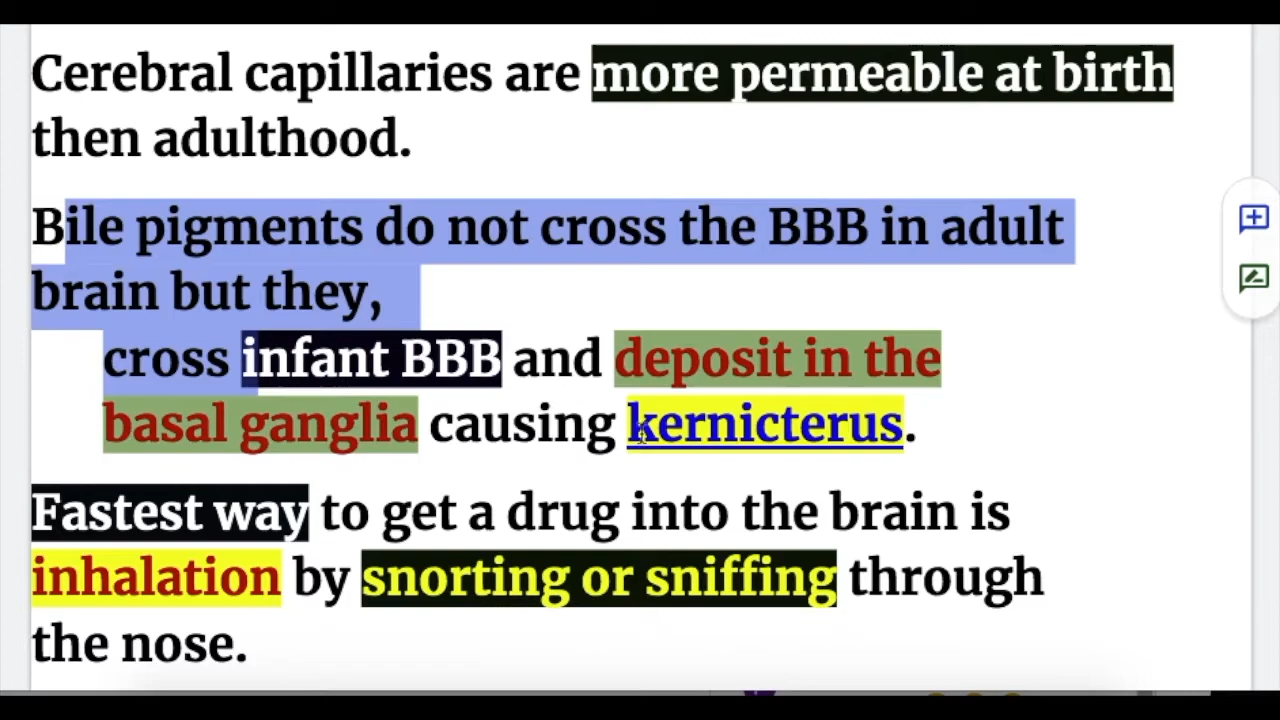 Cerebral capillaries are more permeable at birth
then adulthood.
Bile pigments do not cross the BBB in adult
brain but they,
cross infant BBB and deposit in the
basal ganglia causing kernicterus.
Fastest way to get a drug into the brain is
inhalation by snorting or sniffing through
the nose.